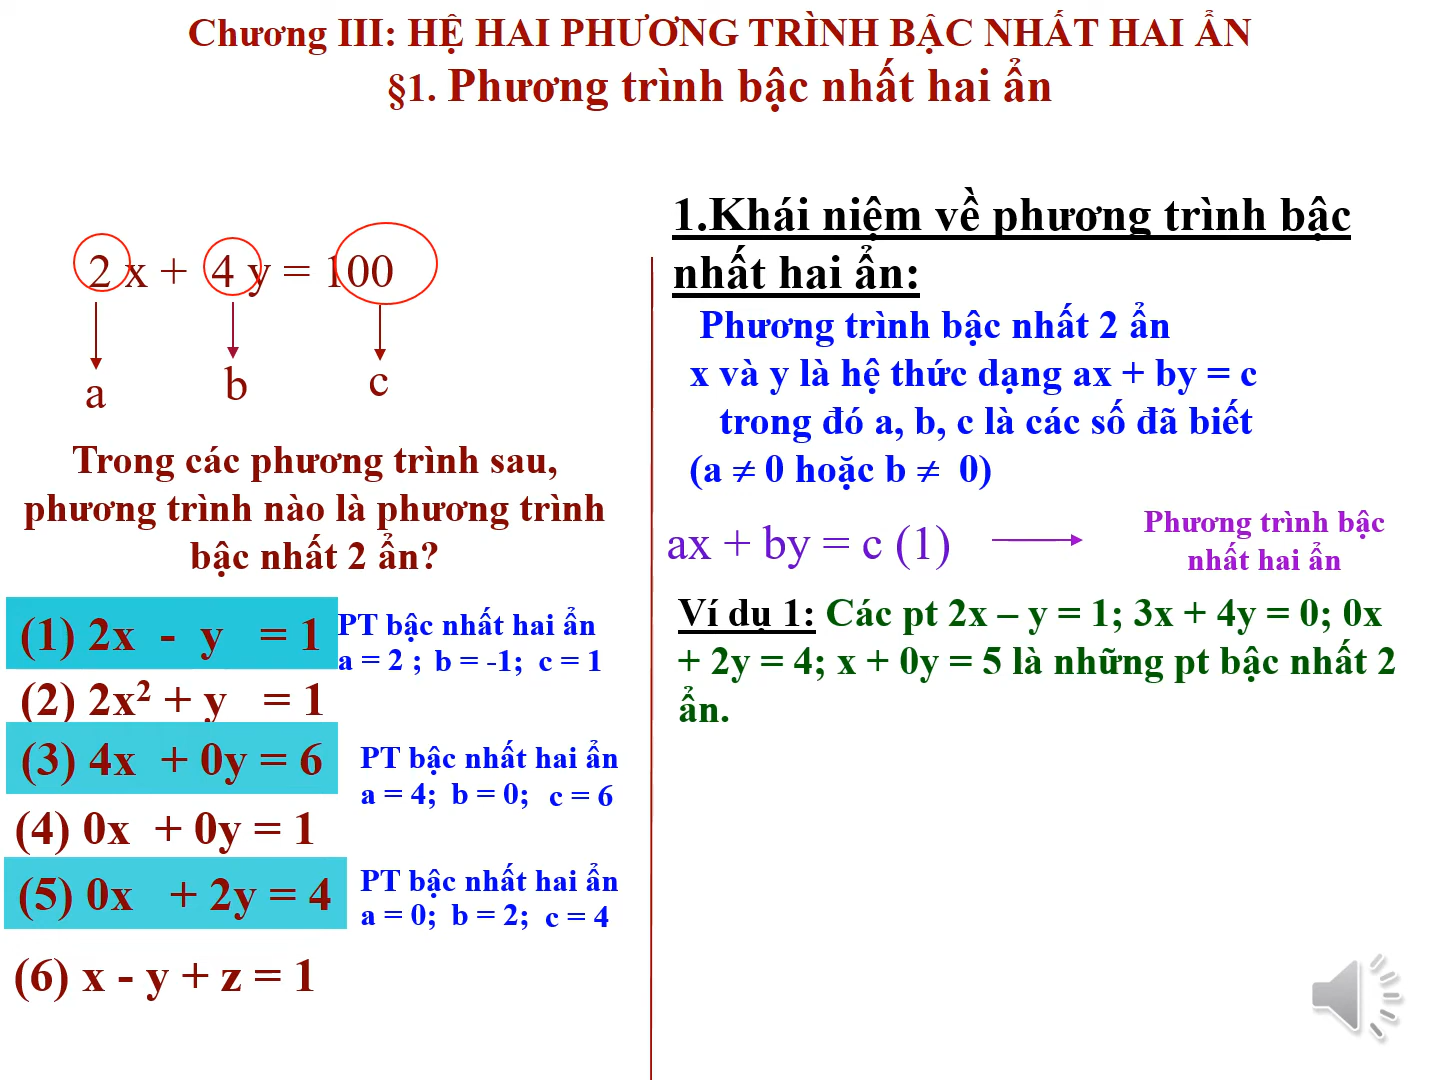 Chương III: HỆ HAI PHƯƠNG TRÌNH BẬC NHẤT HAI ẨN
§1. Phương trình bậc nhất hai ẩn
2 x + 4 y = 100
a b c
Trong các phương trình sau,
phương trình nào là phương trình
bậc nhất 2 ẩn?
(1) 2x - y = 1
PT bậc nhất hai ẩn
a = 2 ; b = -1; c = 1
(2) 2x² + y = 1
(3) 4x + 0y = 6
PT bậc nhất hai ẩn
a = 4; b = 0; c = 6
(4) 0x + 0y = 1
(5) 0x + 2y = 4
PT bậc nhất hai ẩn
a = 0; b = 2; c = 4
(6) x - y + z = 1
1.Khái niệm về phương trình bậc
nhất hai ẩn:
Phương trình bậc nhất 2 ẩn
x và y là hệ thức dạng ax + by = c
trong đó a, b, c là các số đã biết
(a ≠ 0 hoặc b ≠ 0)
ax + by = c (1)
Phương trình bậc
nhất hai ẩn
Ví dụ 1: Các pt 2x – y = 1; 3x + 4y = 0; 0x
+ 2y = 4; x + 0y = 5 là những pt bậc nhất 2
ẩn.